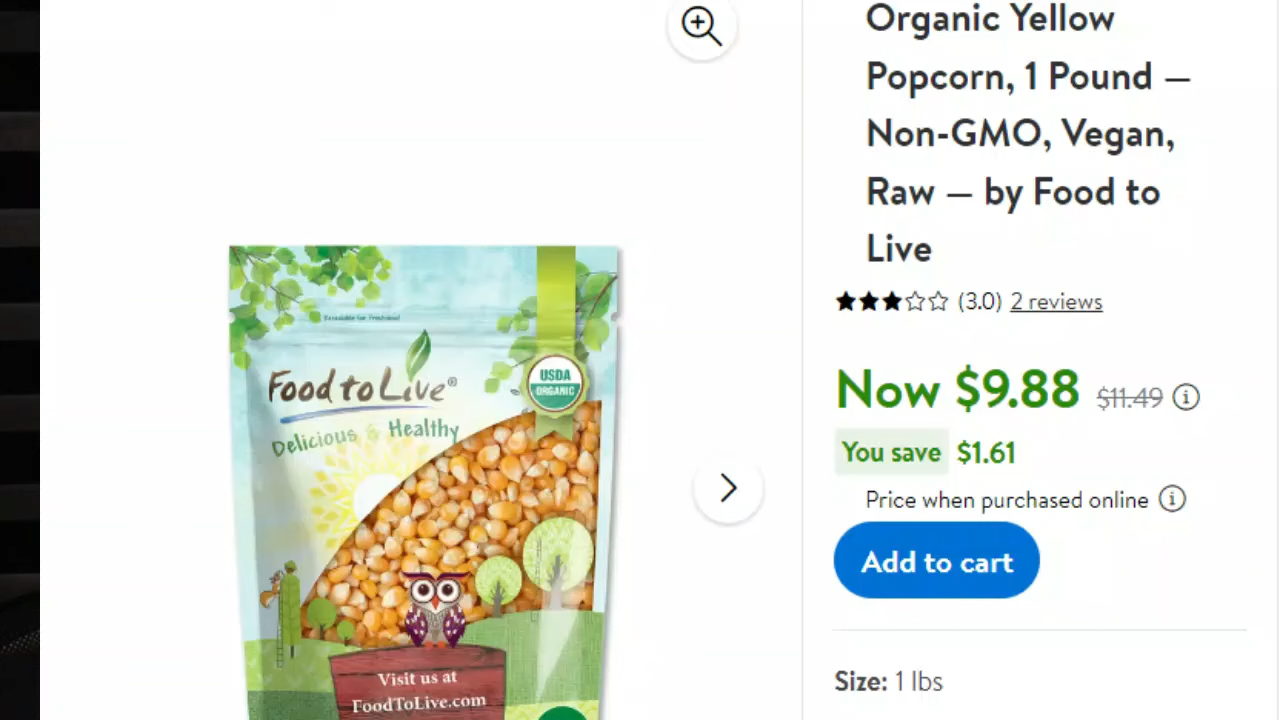 Organic Yellow
Popcorn, 1 Pound —
Non-GMO, Vegan,
Raw — by Food to
Live
(3.0) 2 reviews
Now $9.88 $11.49
You save $1.61
Price when purchased online
Add to cart
Size: 1 lbs
Food to Live®
Delicious & Healthy
USDA
ORGANIC
Visit us at
FoodToLive.com